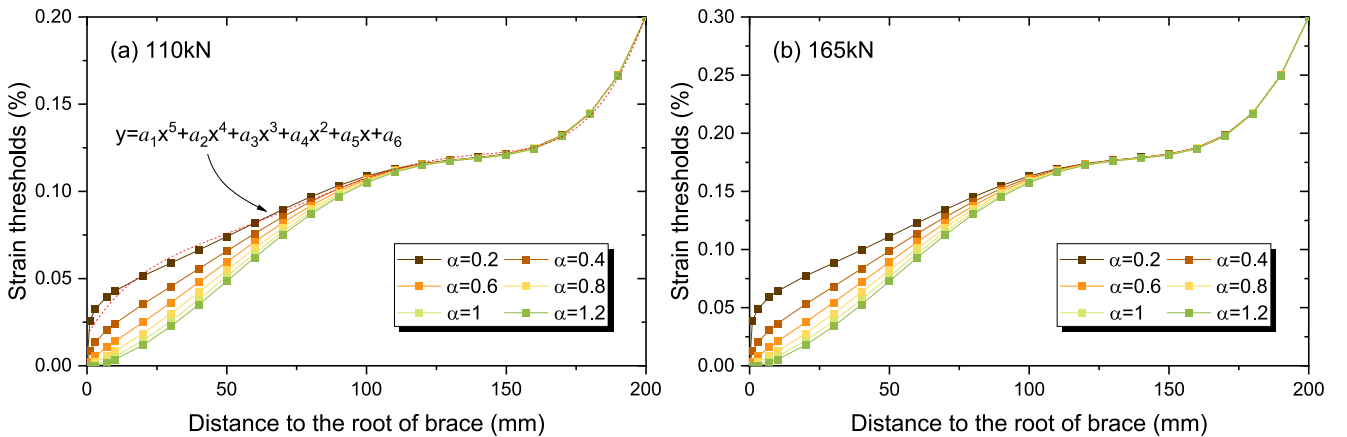 (a) 110kN
y=a₁x⁵+a₂x⁴+a₃x³+a₄x²+a₅x+a₆
Strain thresholds (%)
0.20
0.15
0.10
0.05
0.00
α=0.2 α=0.4
α=0.6 α=0.8
α=1 α=1.2
0 50 100 150 200
Distance to the root of brace (mm)
(b) 165kN
Strain thresholds (%)
0.30
0.25
0.20
0.15
0.10
0.05
0.00
α=0.2 α=0.4
α=0.6 α=0.8
α=1 α=1.2
0 50 100 150 200
Distance to the root of brace (mm)